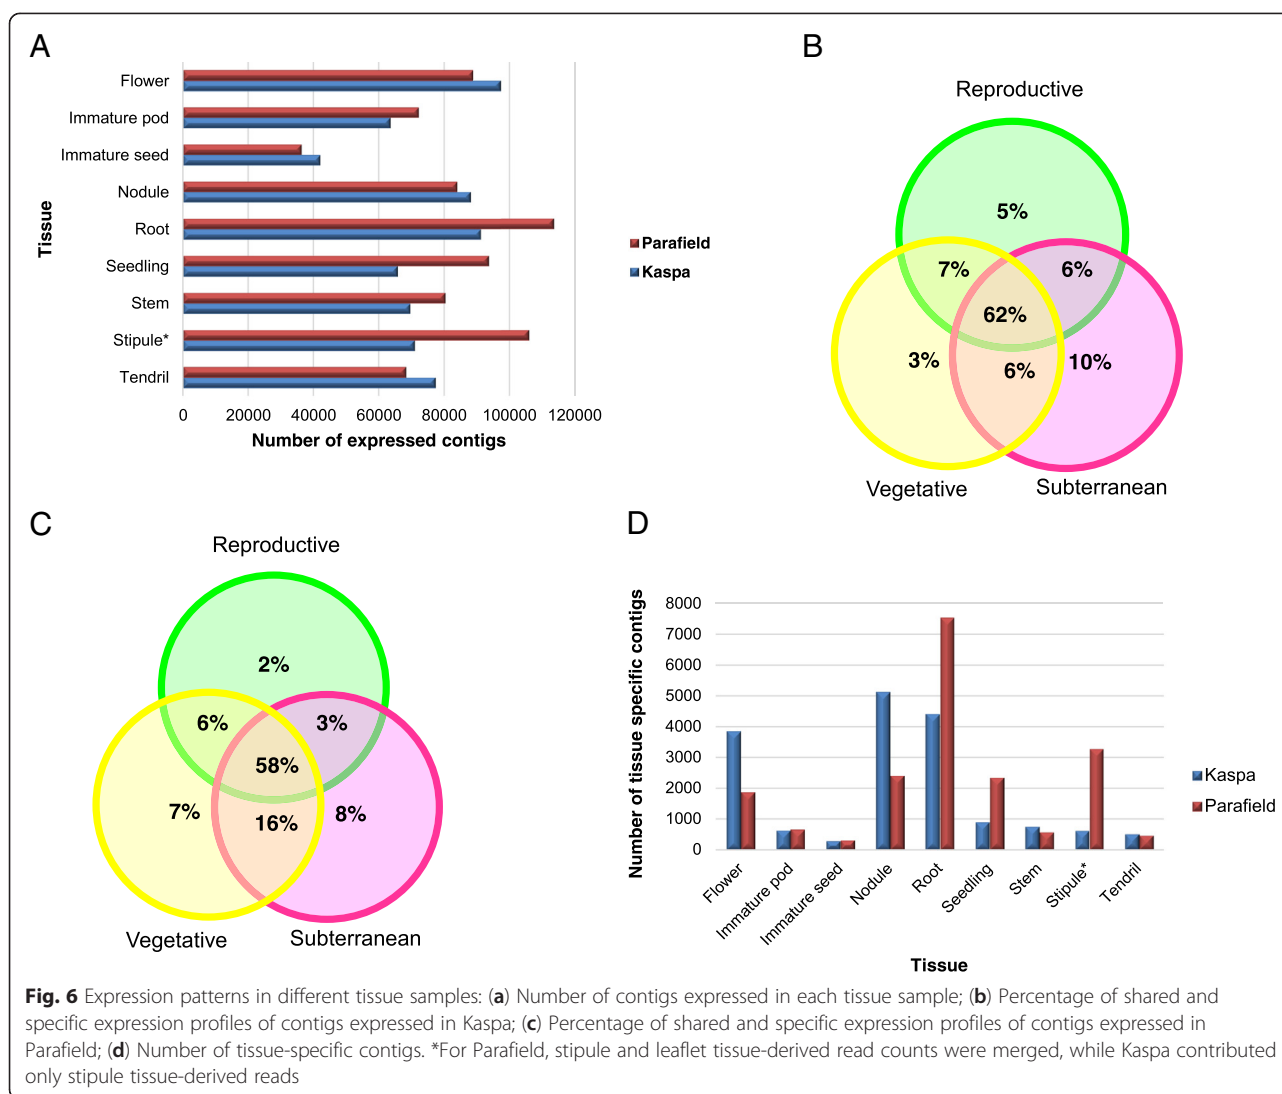 A
Flower
Immature pod
Immature seed
Nodule
Root
Seedling
Stem
Stipule*
Tendril
Tissue
0 20000 40000 60000 80000 100000 120000
Number of expressed contigs
Parafield
Kaspa
B
Reproductive
5%
7% 6%
62%
3% 6% 10%
Vegetative Subterranean
C
Reproductive
2%
6% 3%
58%
7% 16% 8%
Vegetative Subterranean
D
Number of tissue specific contigs
8000
7000
6000
5000
4000
3000
2000
1000
0
Flower
Immature pod
Immature seed
Nodule
Root
Seedling
Stem
Stipule*
Tendril
Tissue
Kaspa
Parafield
Fig. 6 Expression patterns in different tissue samples: (a) Number of contigs expressed in each tissue sample; (b) Percentage of shared and
specific expression profiles of contigs expressed in Kaspa; (c) Percentage of shared and specific expression profiles of contigs expressed in
Parafield; (d) Number of tissue-specific contigs. *For Parafield, stipule and leaflet tissue-derived read counts were merged, while Kaspa contributed
only stipule tissue-derived reads